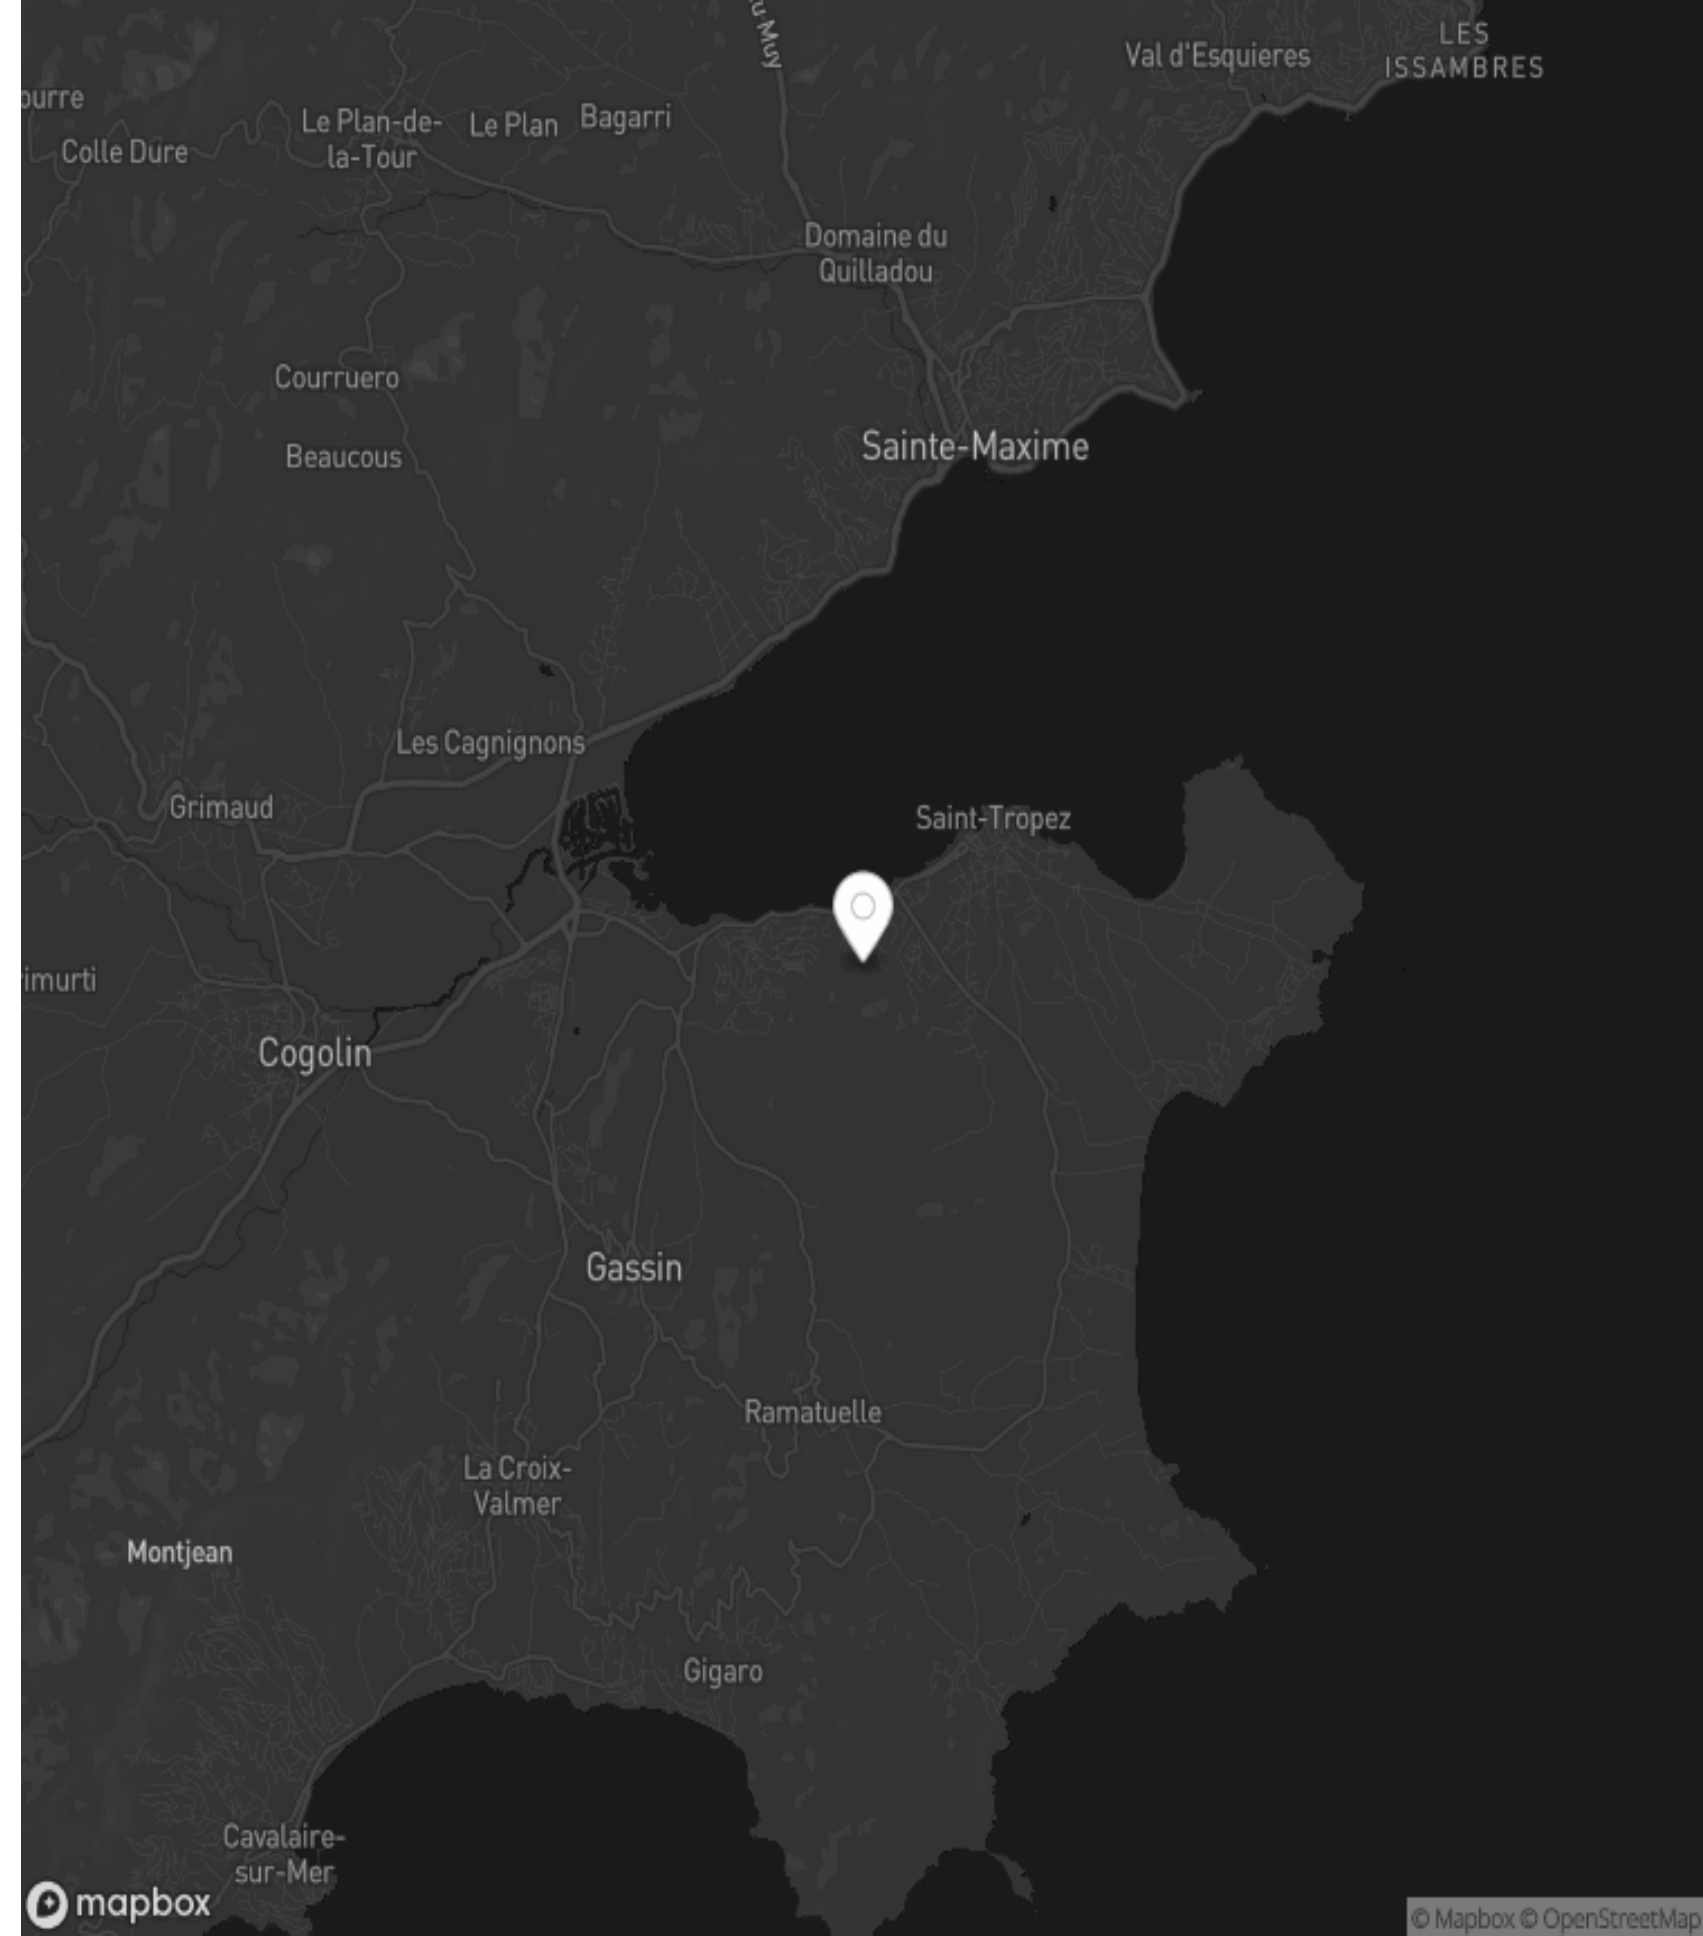 u-Muy
LES
ISSAMBRES
Val d'Esquieres
ourre
Le Plan-de-
la-Tour
Le Plan
Bagarri
Colle Dure
Domaine du
Quilladou
Courruero
Beaucous
Sainte-Maxime
Les Cagnignons
Grimaud
Saint-Tropez
imurti
Cogolin
Gassin
Ramatuelle
La Croix-
Valmer
Montjean
Gigaro
Cavalaire-
sur-Mer
mapbox
© Mapbox © OpenStreetMap